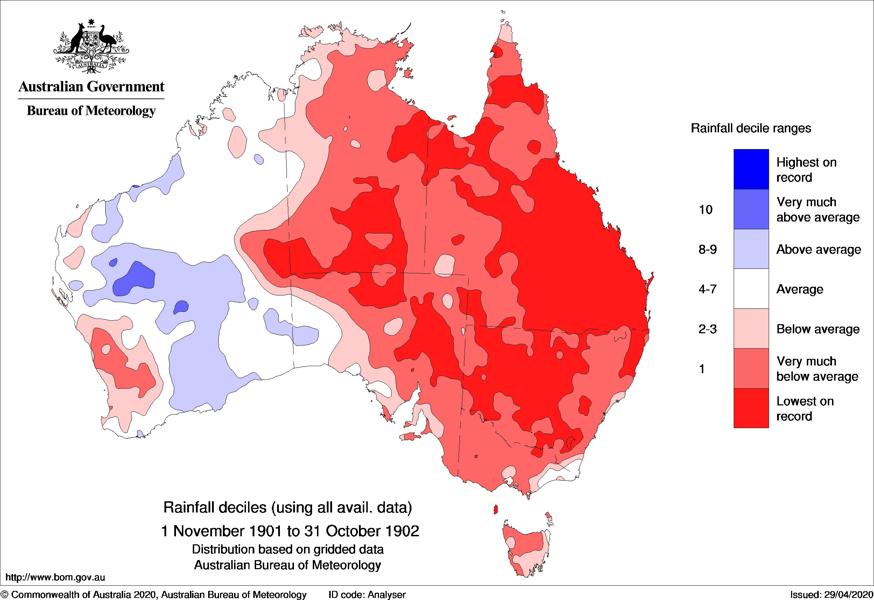 Australian Government
Bureau of Meteorology
Rainfall decile ranges
Highest on
record
10
Very much
above average
8-9
Above average
4-7
Average
2-3
Below average
1
Very much
below average
Lowest on
record
Rainfall deciles (using all avail. data)
1 November 1901 to 31 October 1902
Distribution based on gridded data
Australian Bureau of Meteorology
http://www.bom.gov.au
© Commonwealth of Australia 2020, Australian Bureau of Meteorology ID code: Analyser Issued: 29/04/2020